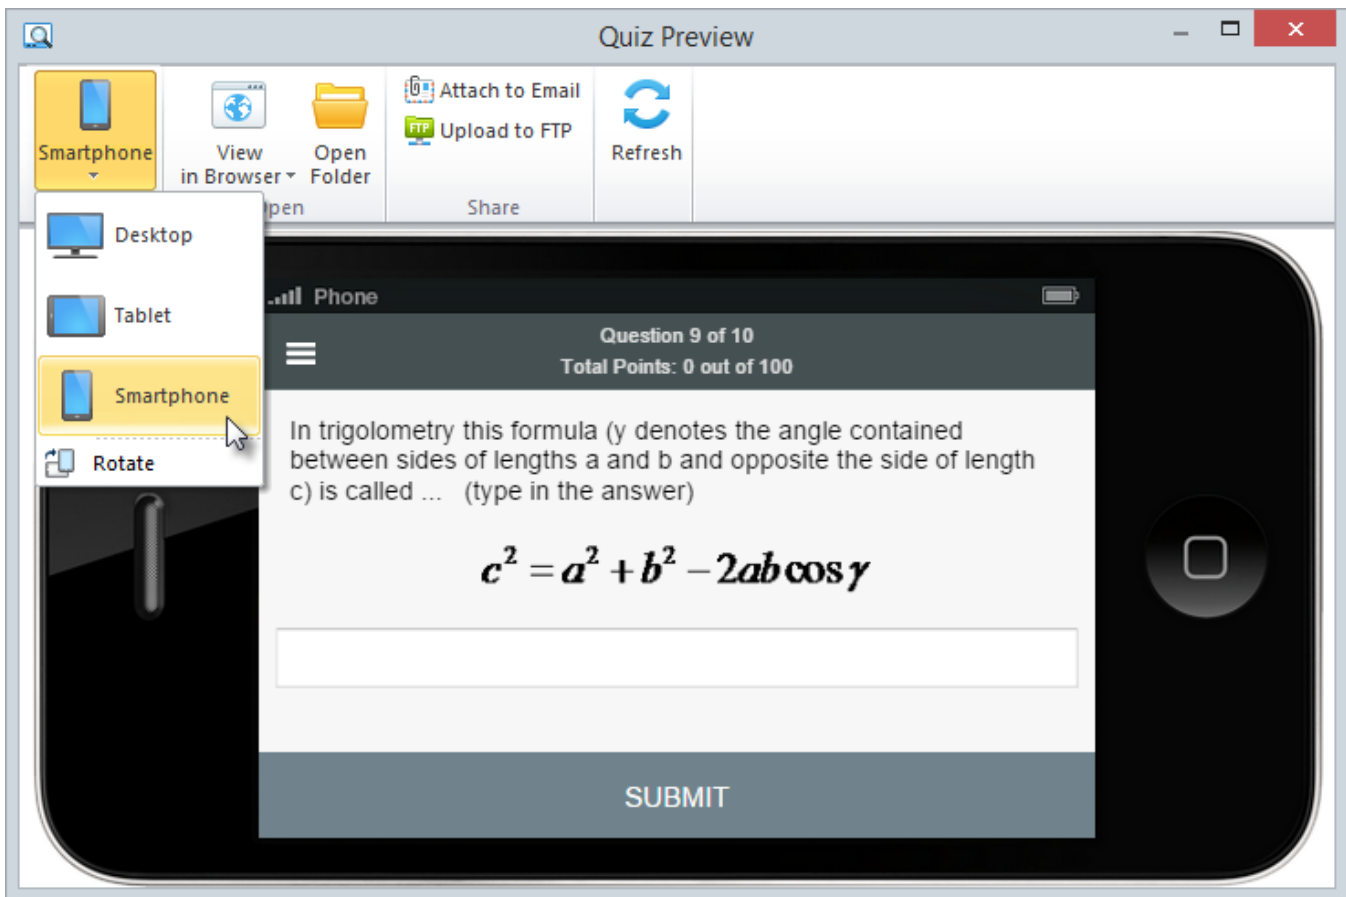 Quiz Preview
Smartphone
View
in Browser
Open
Folder
Attach to Email
FTP Upload to FTP
Share
Refresh
Desktop
Tablet
Smartphone
Rotate
Phone
Question 9 of 10
Total Points: 0 out of 100
In trigolometry this formula (y denotes the angle contained
between sides of lengths a and b and opposite the side of length
c) is called ... (type in the answer)
c² = a² + b² − 2ab cos γ
SUBMIT